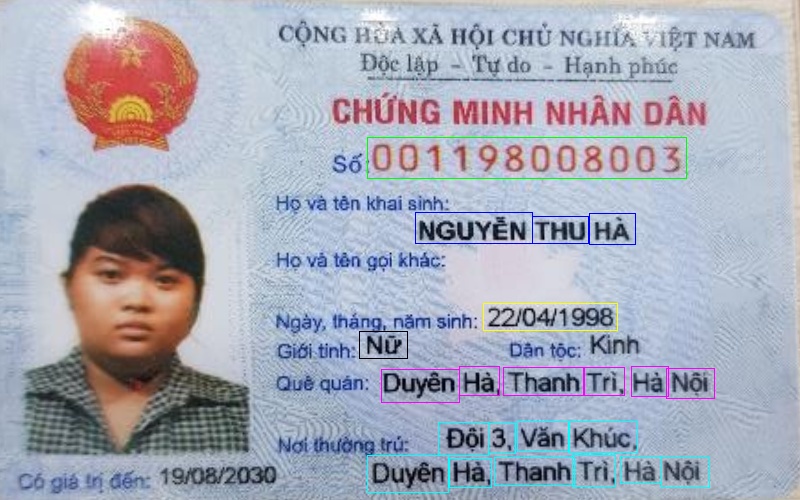 CỘNG HÒA XÃ HỘI CHỦ NGHĨA VIỆT NAM
Độc lập - Tự do - Hạnh phúc
CHỨNG MINH NHÂN DÂN
Số: 001198008003
Họ và tên khai sinh:
NGUYỄN THU HÀ
Họ và tên gọi khác:
Ngày, tháng, năm sinh: 22/04/1998
Giới tính: Nữ Dân tộc: Kinh
Quê quán: Duyên Hà, Thanh Trì, Hà Nội
Nơi thường trú: Đội 3, Văn Khúc,
Duyên Hà, Thanh Trì, Hà Nội
Có giá trị đến: 19/08/2030